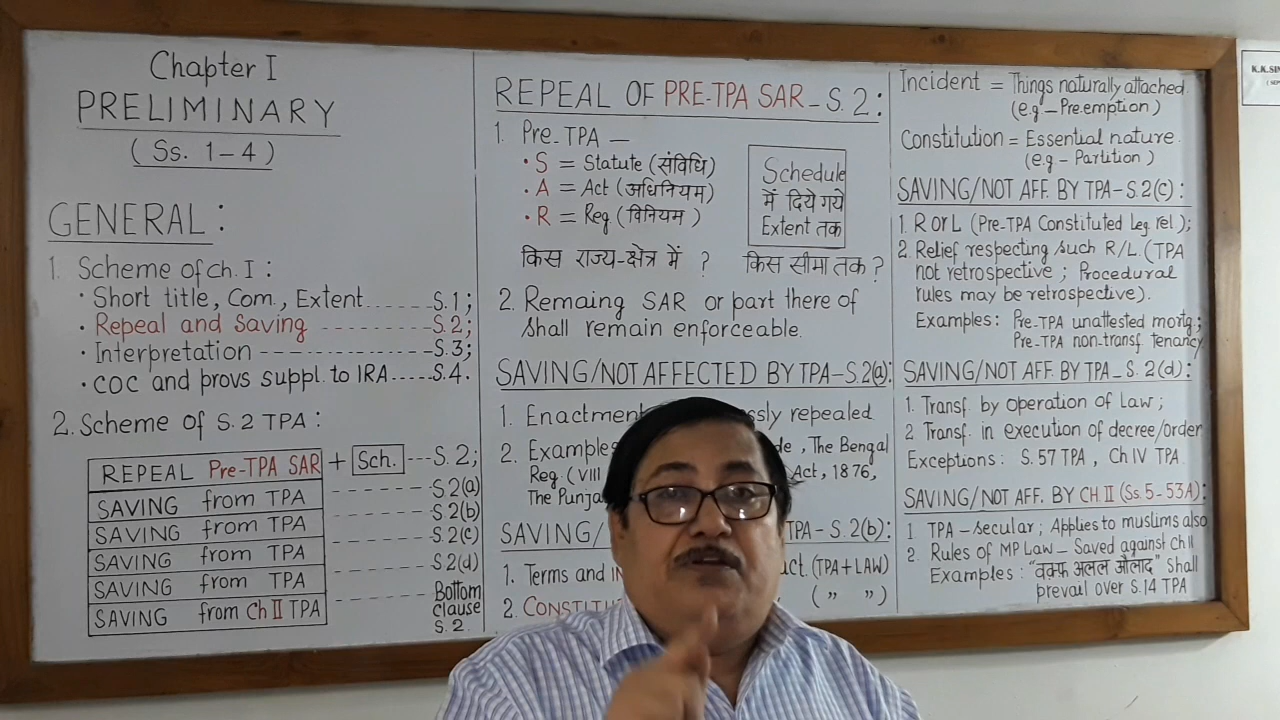 Chapter I
PRELIMINARY
(Ss. 1-4)
GENERAL:
1. Scheme of ch. I:
• Short title, Com., Extent.......S.1;
• Repeal and Saving --------S.2;
• Interpretation -----------S.3;
• COC and provs suppl. to IRA.....S.4.
2. Scheme of S. 2 TPA:
REPEAL Pre-TPA SAR + Sch. ---S. 2;
SAVING from TPA ------ S.2(a)
SAVING from TPA ------ S.2(b)
SAVING from TPA ------ S.2(c)
SAVING from TPA ------ S.2(d)
SAVING from Ch II TPA ------ Bottom
clause
S. 2.
REPEAL OF PRE-TPA SAR - S. 2:
1. Pre-TPA —
• S = Statute (संविधि)
• A = Act (अधिनियम)
• R = Reg (विनियम)
Schedule
में दिये गये
Extent तक
किस राज्य-क्षेत्र में ? किस सीमा तक ?
2. Remaing SAR or part there of
shall remain enforceable.
SAVING/NOT AFFECTED BY TPA-S.2(a):
1. Enactment ssly repealed
2. Examples de, The Bengal
Reg. (VIII Act, 1876,
The Punja
SAVING/ TPA- S. 2(b):
1. Terms and ct. (TPA+LAW)
2. CONSTIT ( " " )
Incident = Things naturally attached.
(e.g - Pre.emption)
Constitution = Essential nature.
(e.g - Partition)
SAVING/NOT AFF. BY TPA-S.2(c):
1. R or L (Pre-TPA Constituted Leg. rel.);
2. Relief respecting such R/L. (TPA
not retrospective; Procedural
rules may be retrospective).
Examples: Pre-TPA unattested mortg;
Pre-TPA non-transf. tenancy
SAVING/NOT AFF. BY TPA-S. 2(d):
1. Transf. by operation of Law;
2 Transf. in execution of decree/order
Exceptions: S. 57 TPA, Ch IV TPA.
SAVING/NOT AFF. BY CH II (Ss. 5-53A):
1 TPA - secular; Applies to muslims also
2. Rules of MP Law - Saved against Ch II
Examples: "वक़्फ़ अलल औलाद" Shall
prevail over S.14 TPA